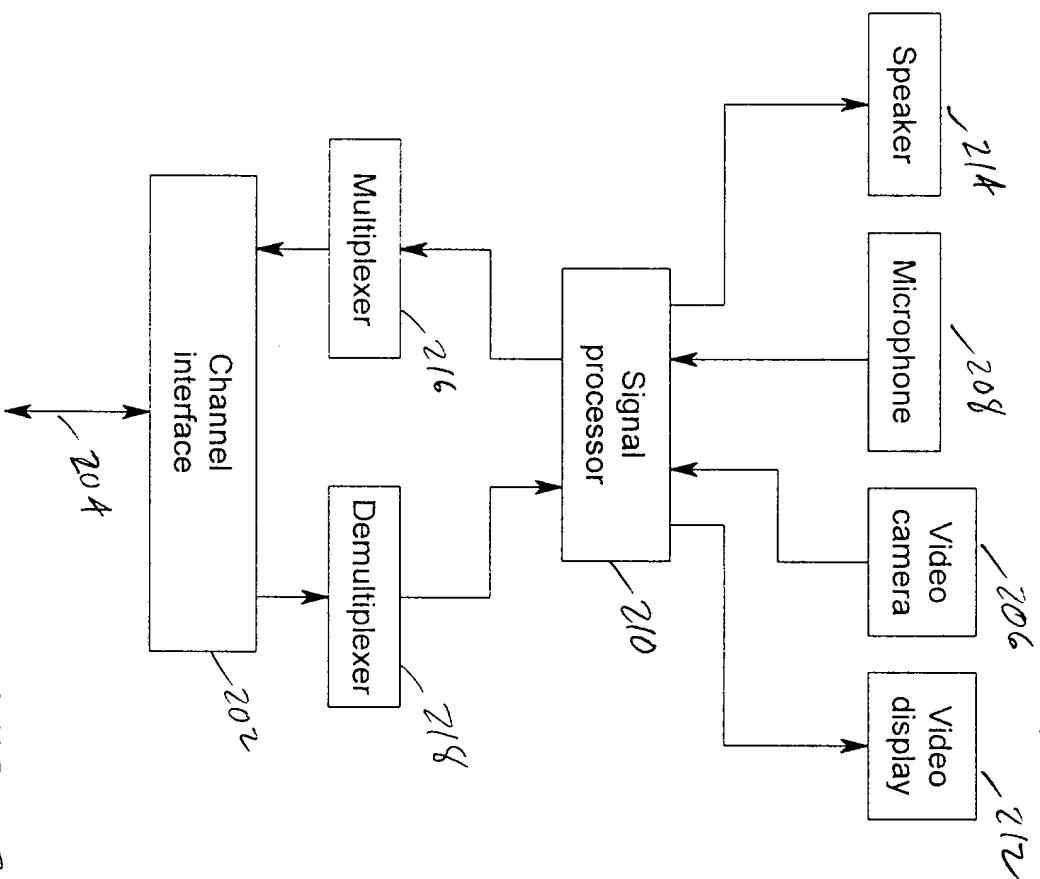 214
208
206
212
Speaker
Microphone
Video
camera
Video
display
Signal
processor
210
216
218
Multiplexer
Demultiplexer
Channel
interface
202
204